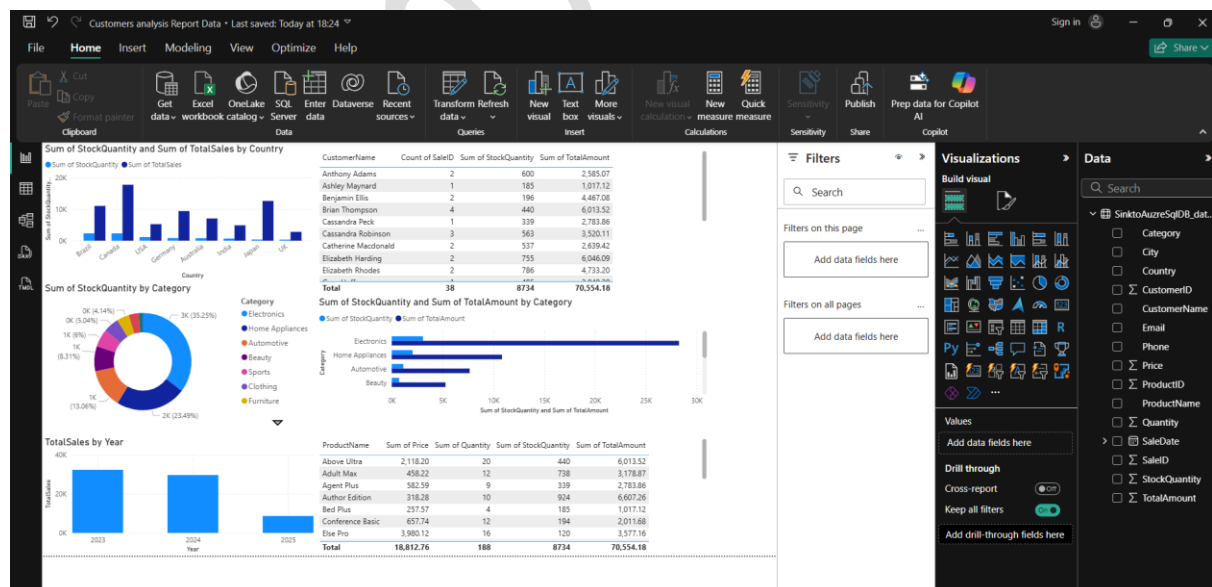 Customers analysis Report Data • Last saved: Today at 18:24
Sign in
File Home Insert Modeling View Optimize Help
Share
Paste
Cut
Copy
Format painter
Clipboard
Get data
Excel workbook
OneLake catalog
SQL Server
Enter data
Dataverse
Recent sources
Data
Transform data
Refresh
Queries
New visual
Text box
More visuals
Insert
New visual calculation
New measure
Quick measure
Calculations
Sensitivity
Sensitivity
Publish
Share
Prep data for AI
Copilot
Copilot
Sum of StockQuantity and Sum of TotalSales by Country
Sum of StockQuantity Sum of TotalSales
20K
10K
0K
Brazil Canada USA Germany Australia India Japan UK
Country
CustomerName Count of SaleID Sum of StockQuantity Sum of TotalAmount
Anthony Adams 2 600 2,585.07
Ashley Maynard 1 185 1,017.12
Benjamin Ellis 2 196 4,467.08
Brian Thompson 4 440 6,013.52
Cassandra Peck 1 339 2,783.86
Cassandra Robinson 3 563 3,520.11
Catherine Macdonald 2 537 2,639.42
Elizabeth Harding 2 755 6,046.09
Elizabeth Rhodes 2 786 4,733.20
Total 38 8734 70,554.18
Sum of StockQuantity by Category
0K (4.14%)
0K (5.04%)
1K (6%)
1K (8.31%)
1K (13.06%)
2K (23.49%)
3K (35.25%)
Category
Electronics
Home Appliances
Automotive
Beauty
Sports
Clothing
Furniture
Sum of StockQuantity and Sum of TotalAmount by Category
Sum of StockQuantity Sum of TotalAmount
Category
Electronics
Home Appliances
Automotive
Beauty
0K 5K 10K 15K 20K 25K 30K
Sum of StockQuantity and Sum of TotalAmount
TotalSales by Year
TotalSales
40K
20K
0K
2023 2024 2025
Year
ProductName Sum of Price Sum of Quantity Sum of StockQuantity Sum of TotalAmount
Above Ultra 2,118.20 20 440 6,013.52
Adult Max 458.22 12 738 3,178.87
Agent Plus 582.59 9 339 2,783.86
Author Edition 318.28 10 924 6,607.26
Bed Plus 257.57 4 185 1,017.12
Conference Basic 657.74 12 194 2,011.68
Else Pro 3,980.12 16 120 3,577.16
Total 18,812.76 188 8734 70,554.18
Filters
Search
Filters on this page ...
Add data fields here
Filters on all pages ...
Add data fields here
Visualizations
Build visual
R
Py
...
Values
Add data fields here
Drill through
Cross-report Off
Keep all filters On
Add drill-through fields here
Data
Search
SinktoAuzreSqlDB_dat...
Category
City
Country
Σ CustomerID
CustomerName
Email
Phone
Σ Price
Σ ProductID
ProductName
Σ Quantity
SaleDate
Σ SaleID
Σ StockQuantity
Σ TotalAmount